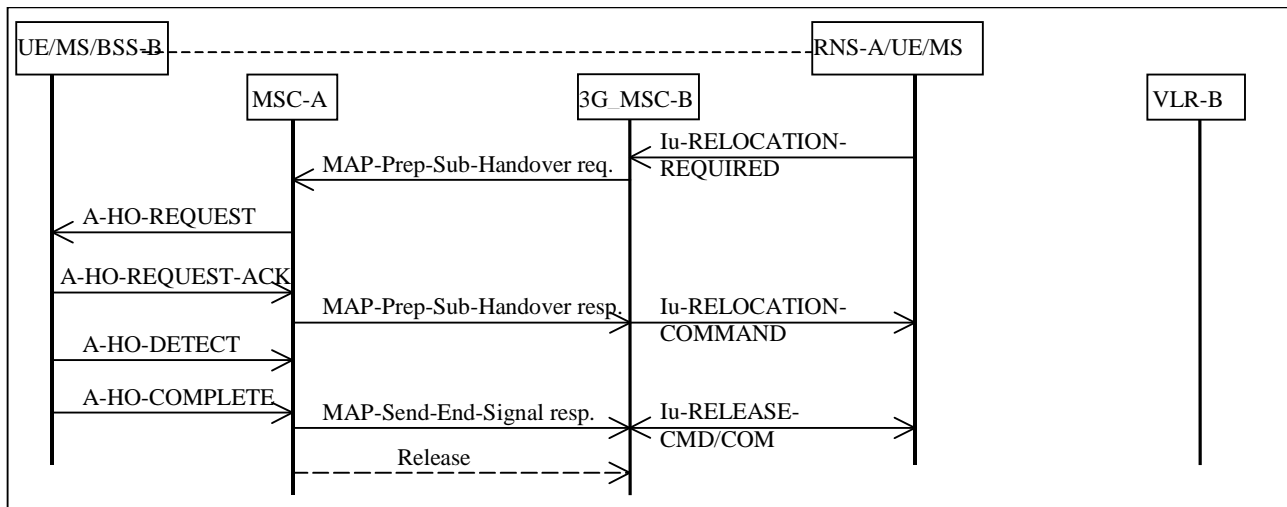 UE/MS/BSS-B
RNS-A/UE/MS
MSC-A
3G_MSC-B
VLR-B
Iu-RELOCATION-
REQUIRED
MAP-Prep-Sub-Handover req.
A-HO-REQUEST
A-HO-REQUEST-ACK
MAP-Prep-Sub-Handover resp.
Iu-RELOCATION-
COMMAND
A-HO-DETECT
A-HO-COMPLETE
MAP-Send-End-Signal resp.
Iu-RELEASE-
CMD/COM
Release